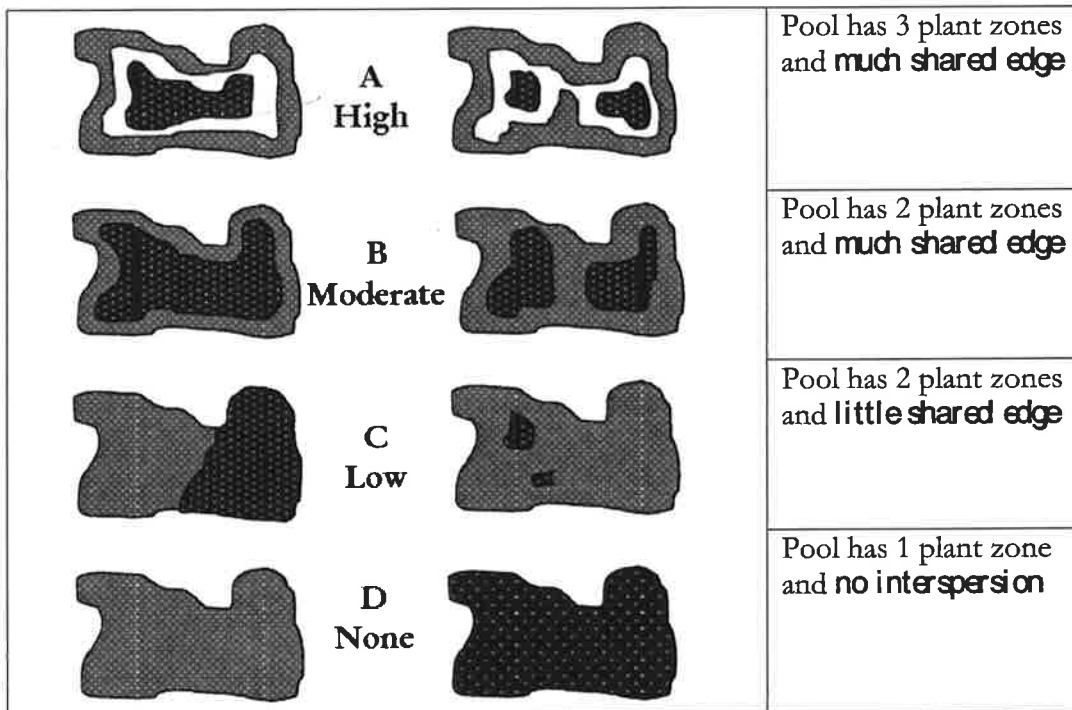 A
High
Pool has 3 plant zones
and much shared edge
B
Moderate
Pool has 2 plant zones
and much shared edge
C
Low
Pool has 2 plant zones
and little shared edge
D
None
Pool has 1 plant zone
and no interspersion